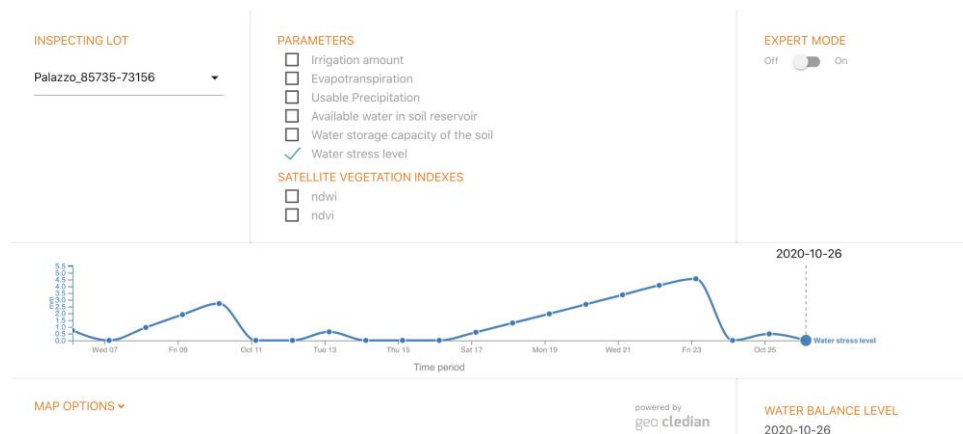 INSPECTING LOT
Palazzo_85735-73156
PARAMETERS
Irrigation amount
Evapotranspiration
Usable Precipitation
Available water in soil reservoir
Water storage capacity of the soil
Water stress level
SATELLITE VEGETATION INDEXES
ndwi
ndvi
EXPERT MODE
Off On
2020-10-26
5.5
5.0
4.5
4.0
3.5
3.0
2.5
2.0
1.5
1.0
0.5
0.0
mm
Wed 07 Fri 09 Oct 11 Tue 13 Thu 15 Sat 17 Mon 19 Wed 21 Fri 23 Oct 25
Water stress level
Time period
MAP OPTIONS
powered by
geo cledian
WATER BALANCE LEVEL
2020-10-26